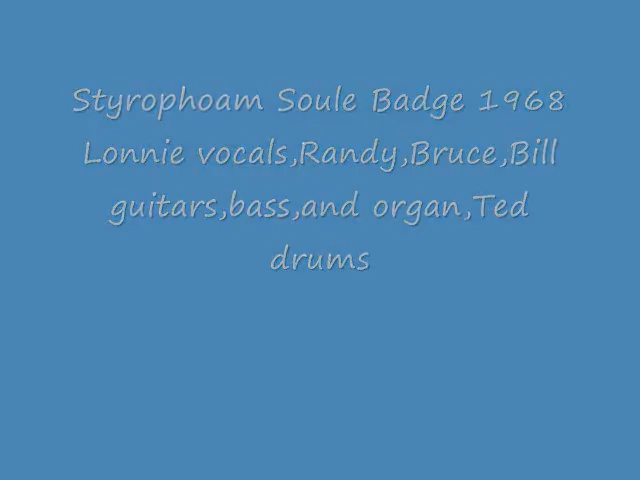 Styrophoam Soule Badge 1968
Lonnie vocals,Randy,Bruce,Bill
guitars,bass,and organ,Ted
drums